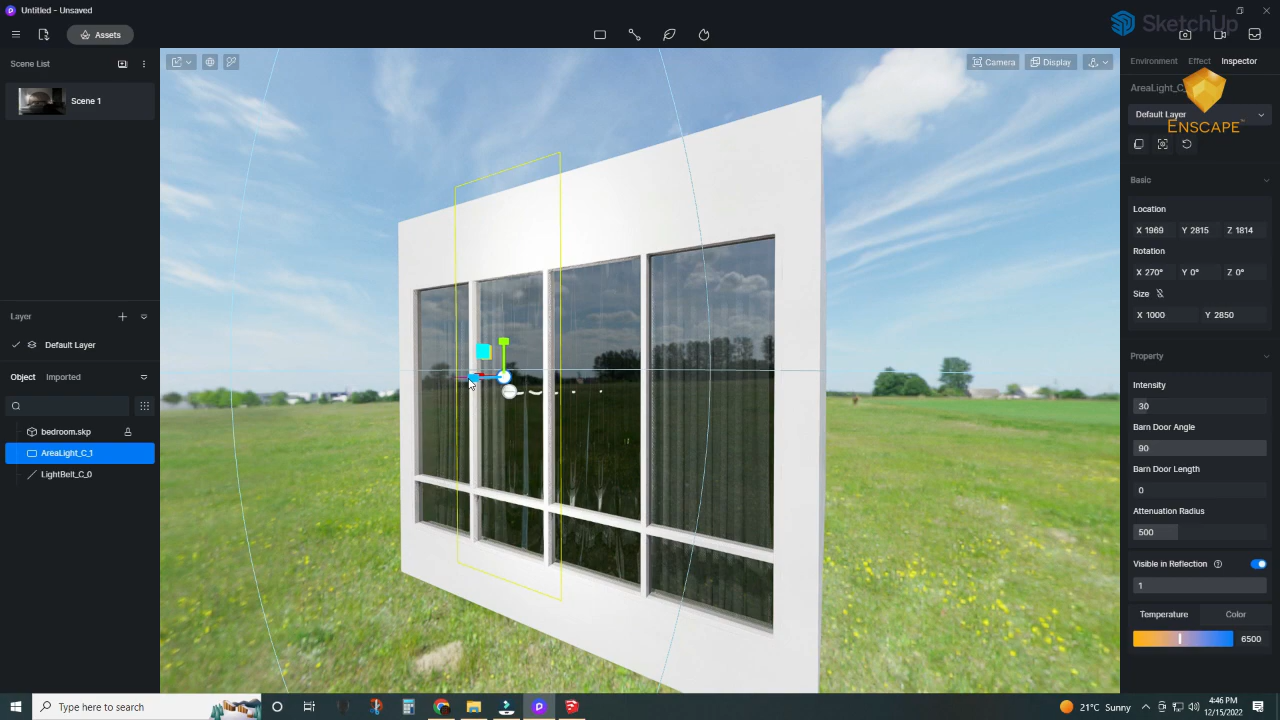 Untitled - Unsaved
SketchUp
Assets
Scene List
Camera
Display
Environment
Effect
Inspector
Scene 1
AreaLight_C_
Default Layer
ENSCAPE™
Basic
Location
X 1969
Y 2815
Z 1814
Rotation
X 270°
Y 0°
Z 0°
Size
X 1000
Y 2850
Layer
Default Layer
Property
Object
Imported
Intensity
30
bedroom.skp
Barn Door Angle
AreaLight_C_1
90
LightBelt_C_0
Barn Door Length
0
Attenuation Radius
500
Visible in Reflection
1
Temperature
Color
6500
Type here to search
21°C Sunny
4:46 PM
12/15/2022